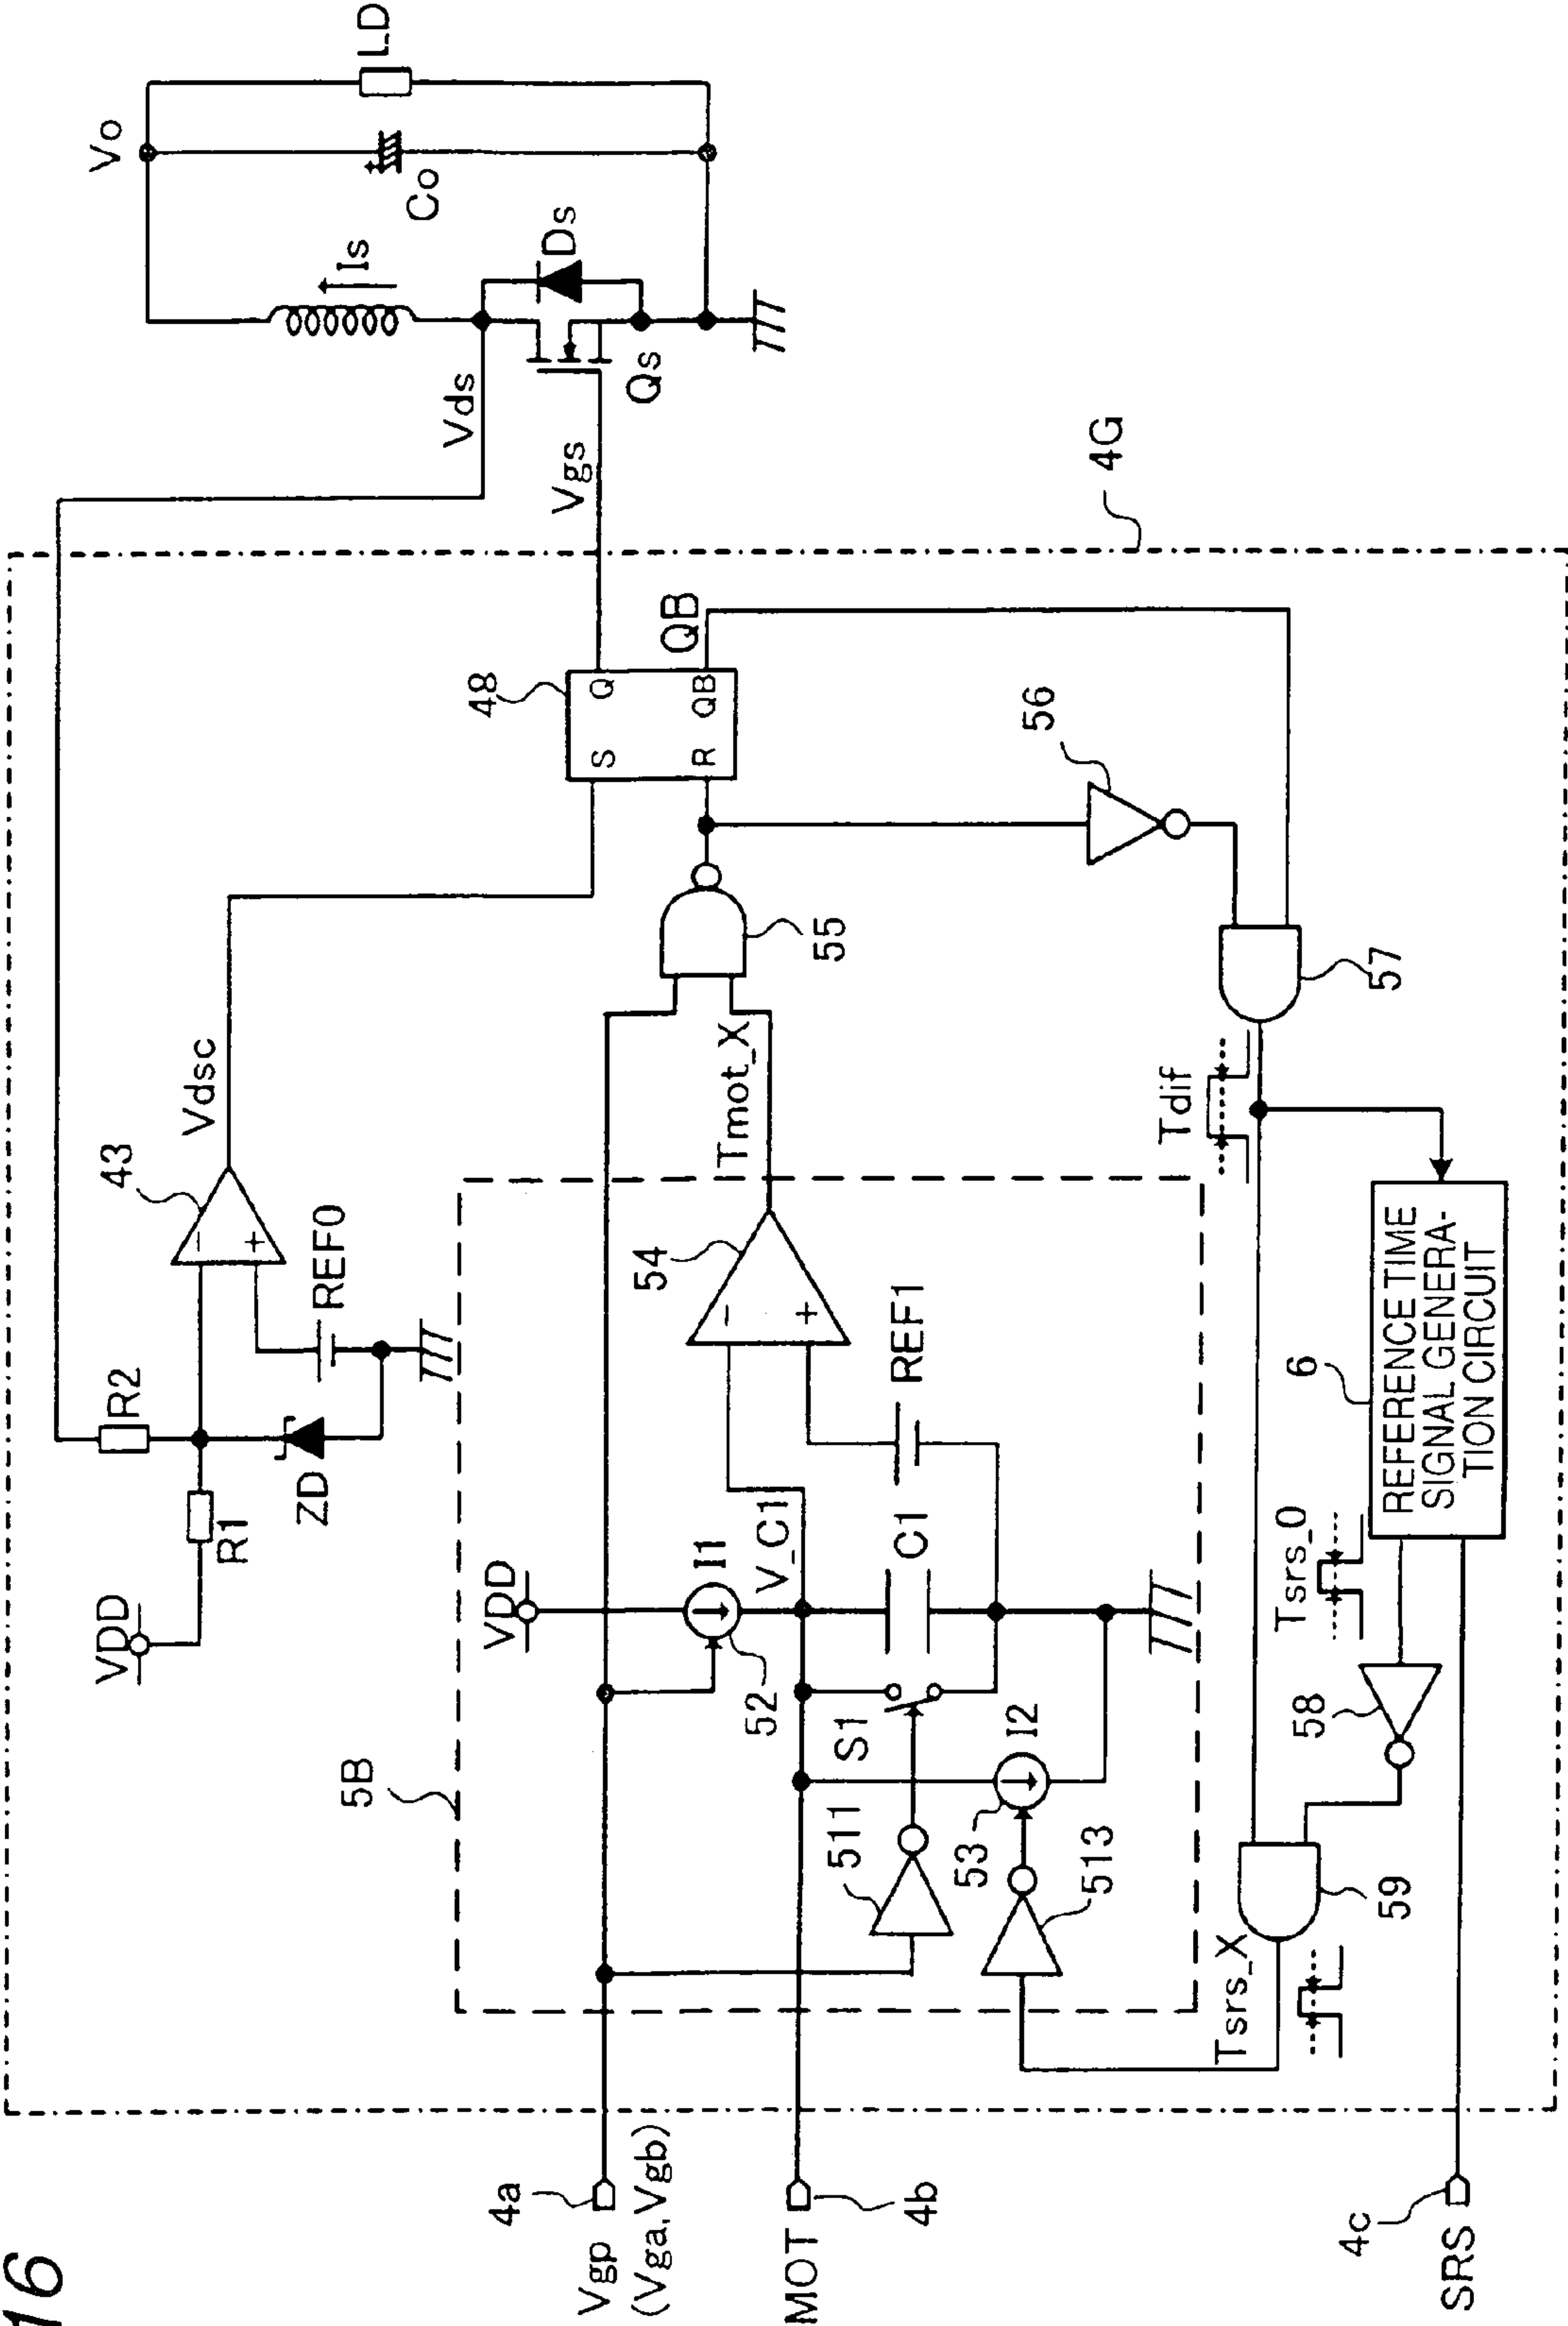 16
Vo
LD
Co
Is
Ds
Vds
Qs
Vgs
4G
Vdsc
43
REF0
R2
R1
ZD
VDD
48
S
Q
R
QB
QB
56
55
57
Tmot_X
Tdif
5B
54
REF1
VDD
I1
52
V_C1
C1
S1
I2
511
53
513
6
REFERENCE TIME
SIGNAL GENERA-
TION CIRCUIT
Tsrs_0
58
59
Tsrs_X
4a
Vgp
(Vga,Vgb)
MOT
4b
4c
SRS